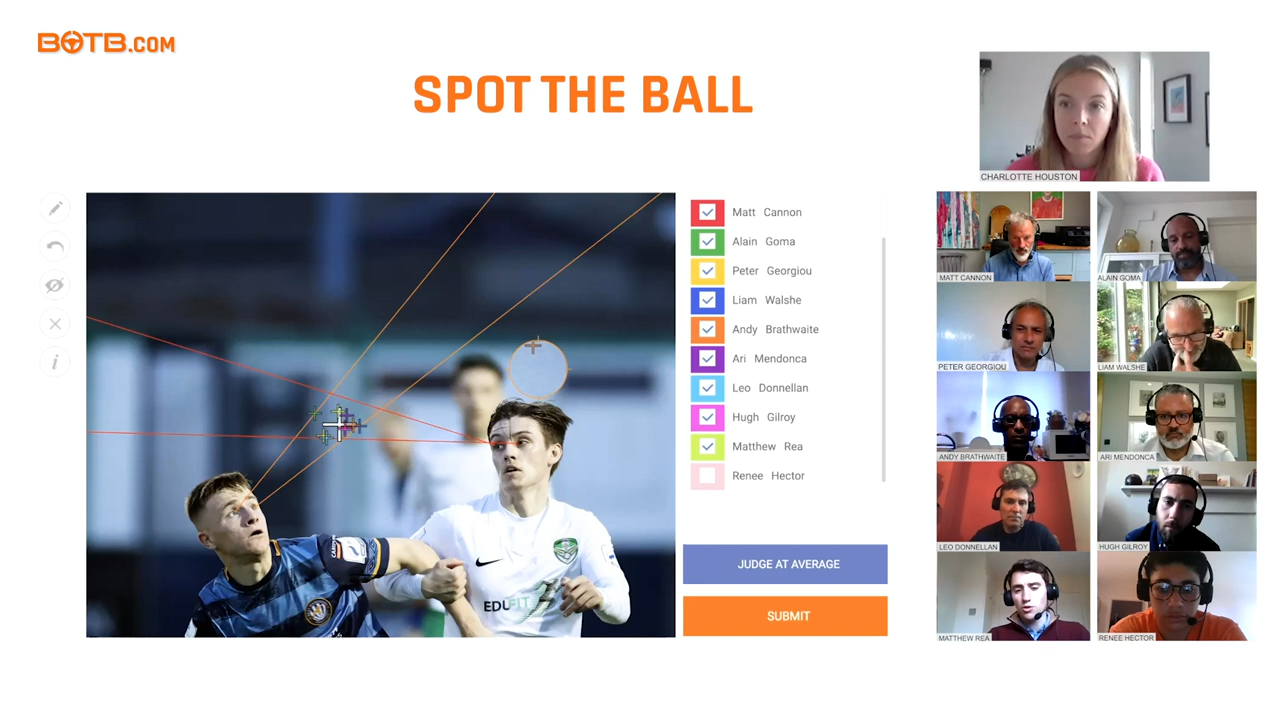 BOTB.COM
SPOT THE BALL
CHARLOTTE HOUSTON
Matt Cannon
Alain Goma
Peter Georgiou
Liam Walshe
Andy Brathwaite
Ari Mendonca
Leo Donnellan
Hugh Gilroy
Matthew Rea
Renee Hector
JUDGE AT AVERAGE
SUBMIT
MATT CANNON
ALAIN GOMA
PETER GEORGIOU
LIAM WALSHE
ANDY BRATHWAITE
ARI MENDONCA
LEO DONNELLAN
HUGH GILROY
MATTHEW REA
RENEE HECTOR
i
EDUFIT